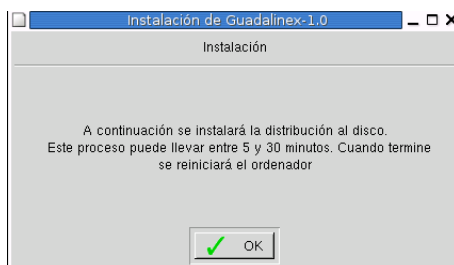 Instalación de Guadalinex-1.0
Instalación
A continuación se instalará la distribución al disco.
Este proceso puede llevar entre 5 y 30 minutos. Cuando termine
se reiniciará el ordenador
OK